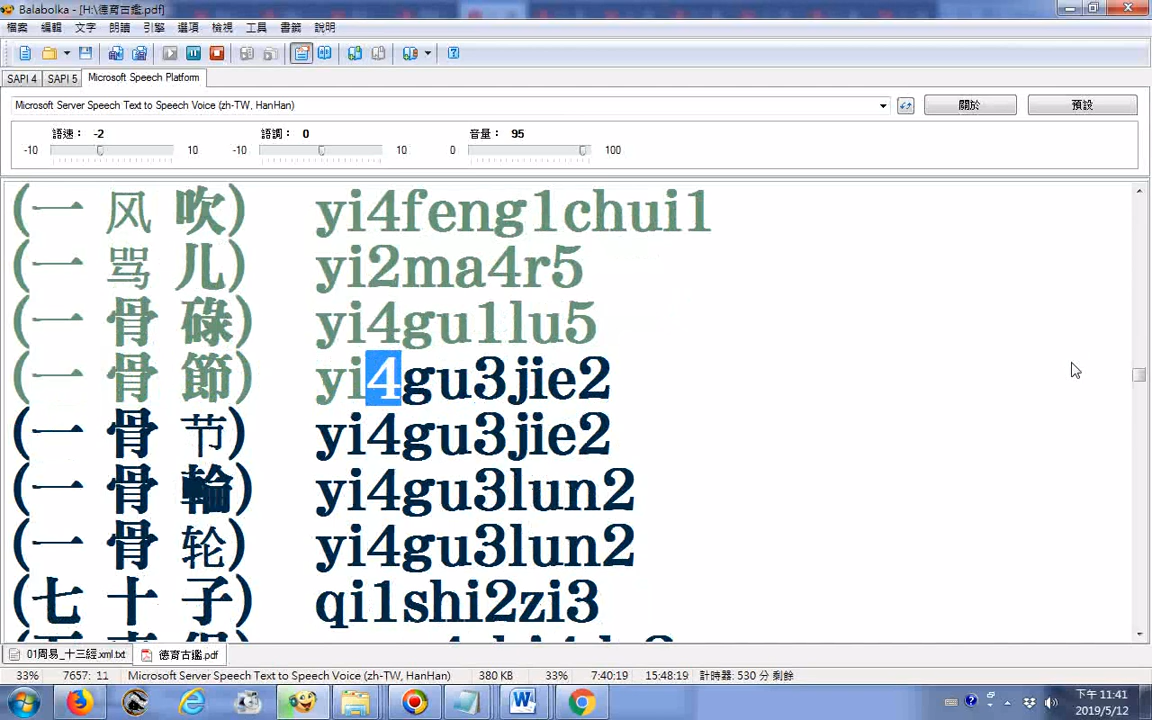 Balabolka - [H:\德育古鑑.pdf]
檔案 編輯 文字 朗讀 引擎 選項 檢視 工具 書籤 說明
SAPI 4 SAPI 5 Microsoft Speech Platform
Microsoft Server Speech Text to Speech Voice (zh-TW, HanHan) 關於 預設
語速： -2 語調： 0 音量： 95
-10 10 -10 10 0 100
(一 风 吹) yi4feng1chui1
(一 骂 儿) yi2ma4r5
(一 骨 碌) yi4gu1lu5
(一 骨 節) yi4gu3jie2
(一 骨 节) yi4gu3jie2
(一 骨 輪) yi4gu3lun2
(一 骨 轮) yi4gu3lun2
(七 十 子) qi1shi2zi3
01周易_十三經.xml.txt 德育古鑑.pdf
33% 7657: 11 Microsoft Server Speech Text to Speech Voice (zh-TW, HanHan) 380 KB 33% 7:40:19 15:48:19 計時器: 530 分 剩餘
下午 11:41
2019/5/12